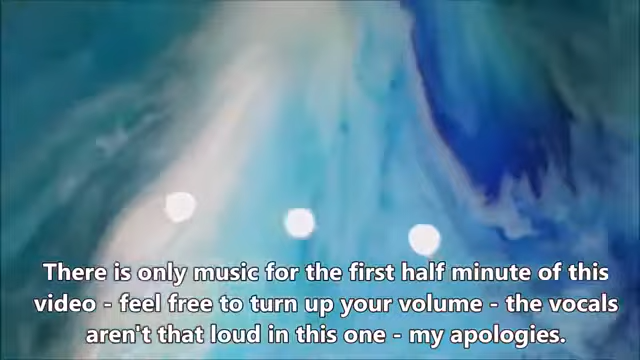 There is only music for the first half minute of this
video - feel free to turn up your volume - the vocals
aren't that loud in this one - my apologies.